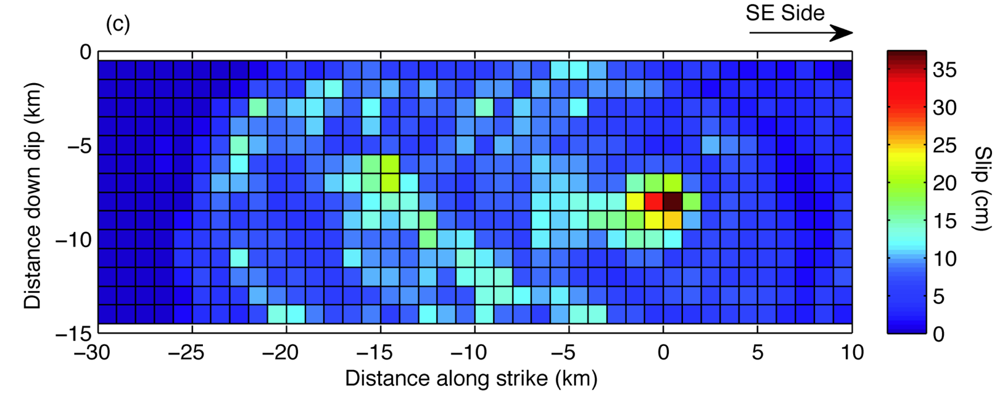 (c)
SE Side
0
−5
−10
−15
Distance down dip (km)
−30 −25 −20 −15 −10 −5 0 5 10
Distance along strike (km)
35
30
25
20
15
10
5
0
Slip (cm)